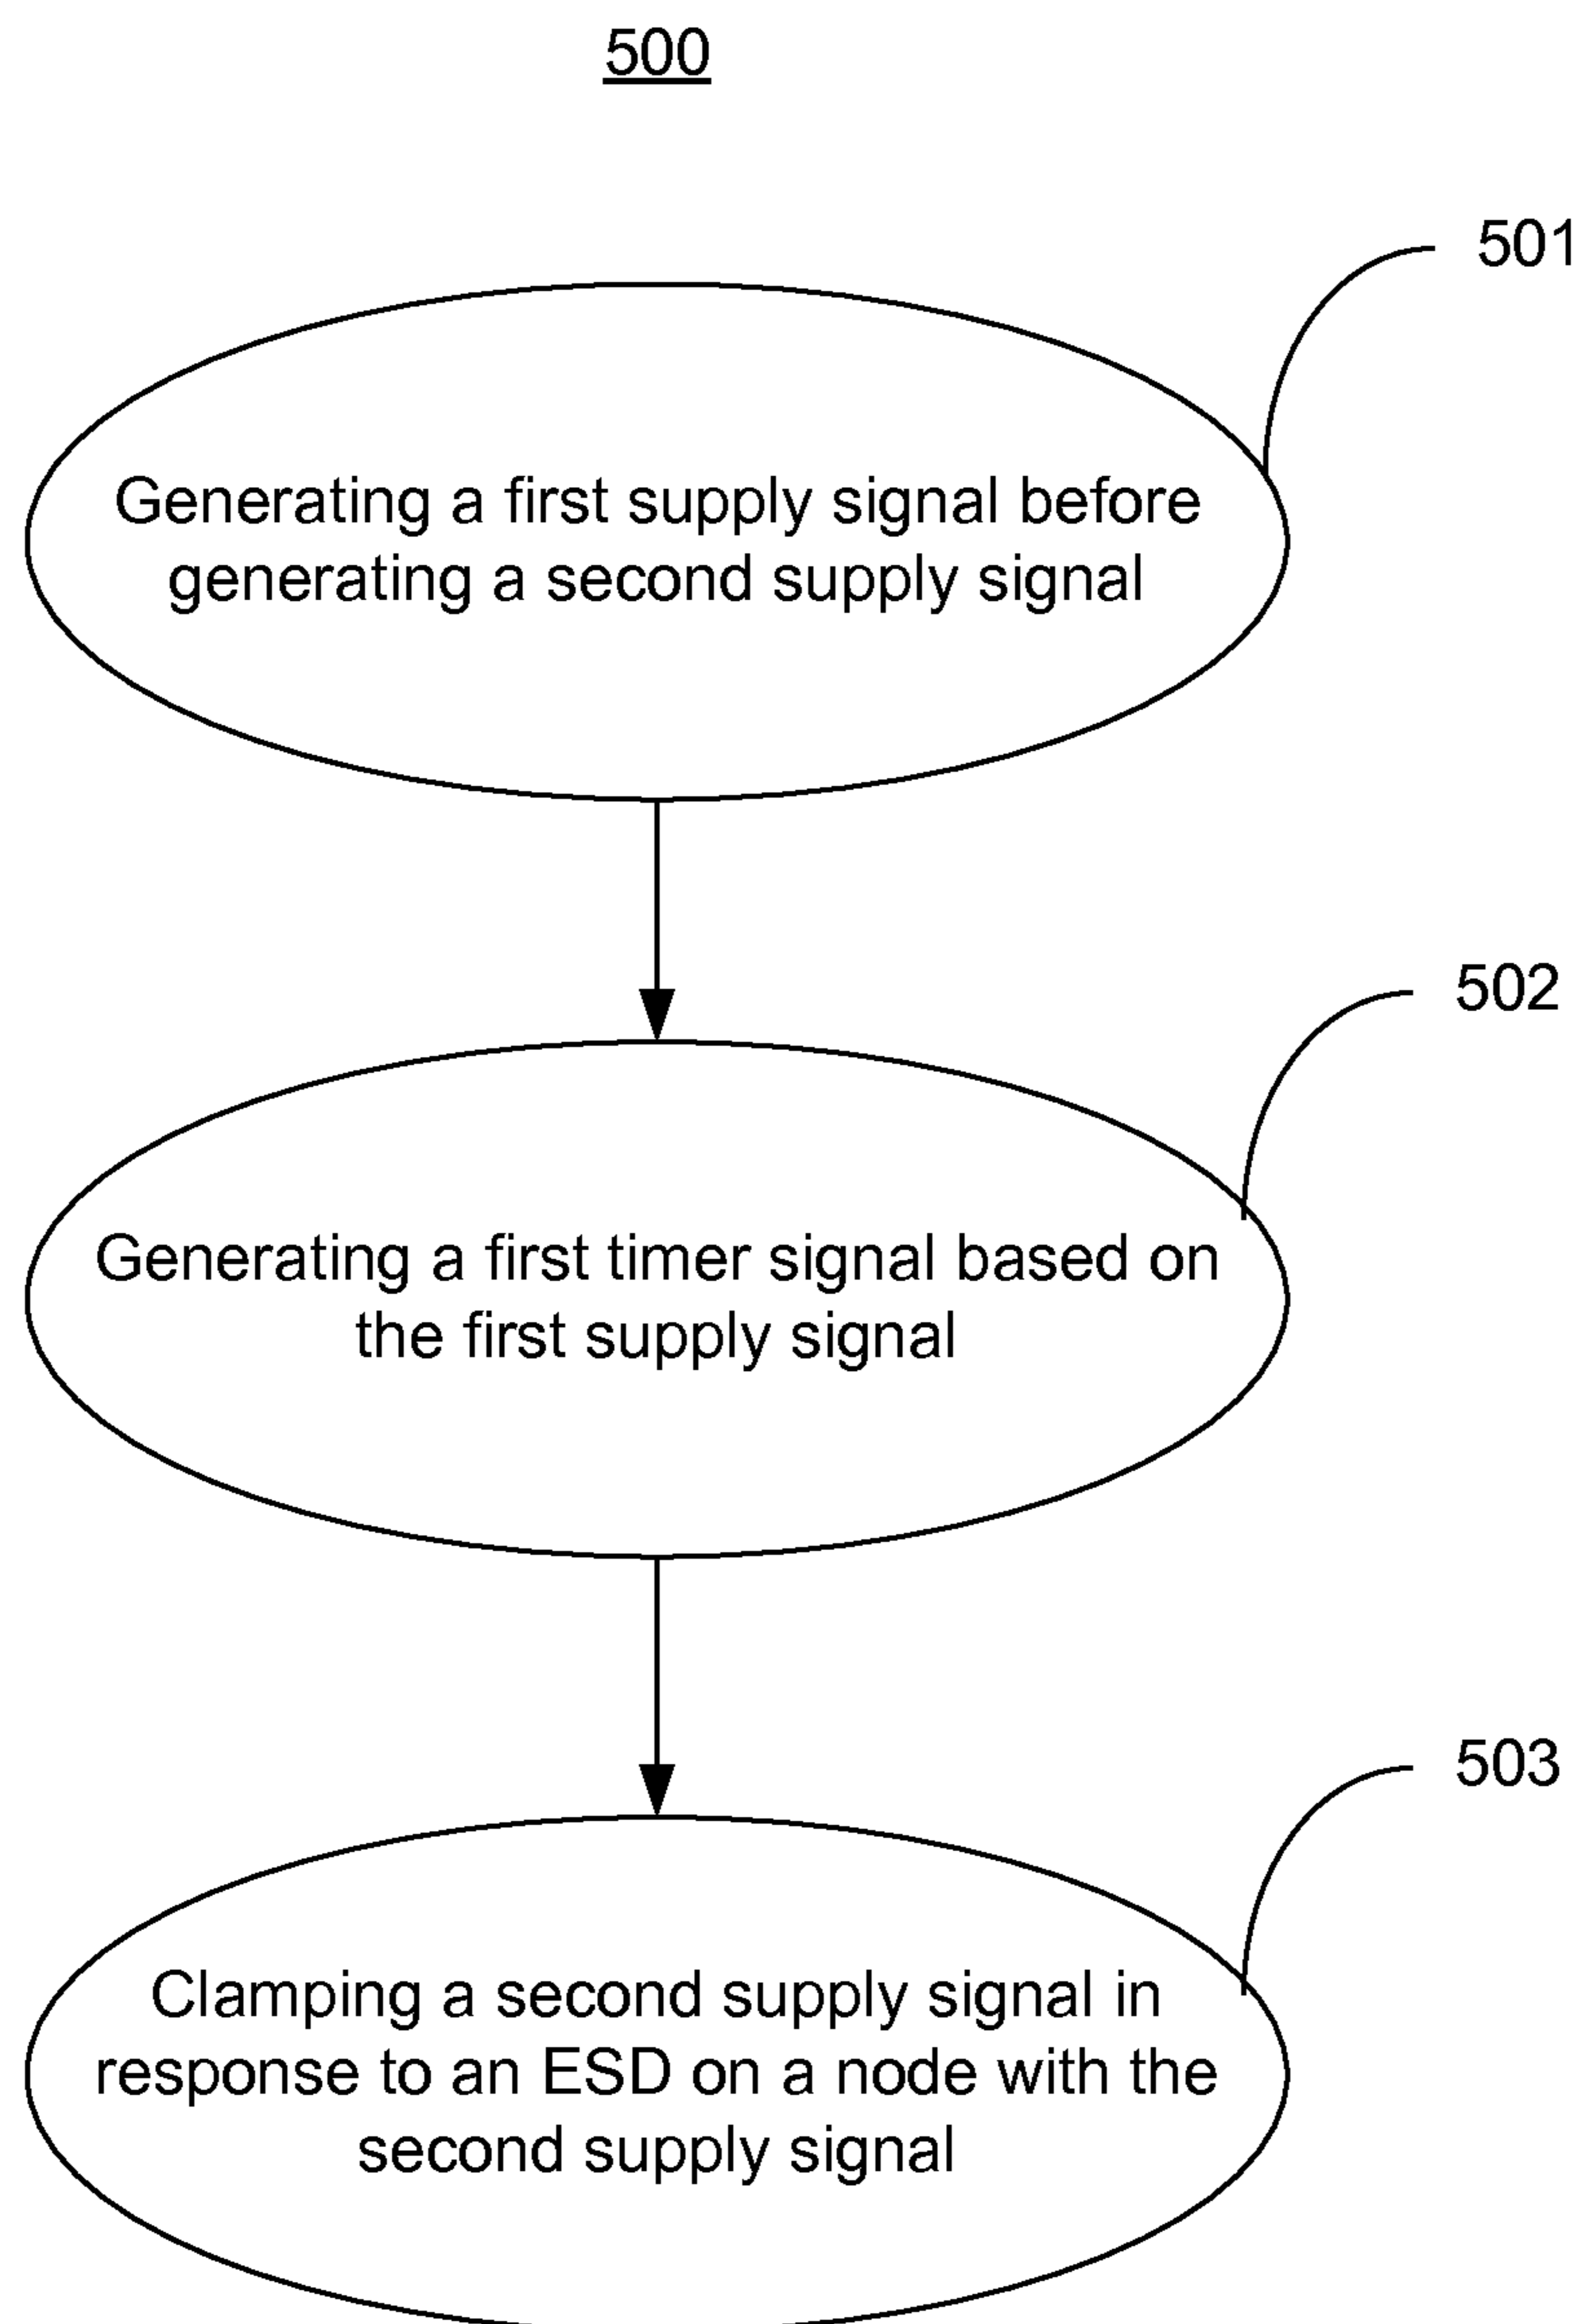 500
501
Generating a first supply signal before
generating a second supply signal
502
Generating a first timer signal based on
the first supply signal
503
Clamping a second supply signal in
response to an ESD on a node with the
second supply signal